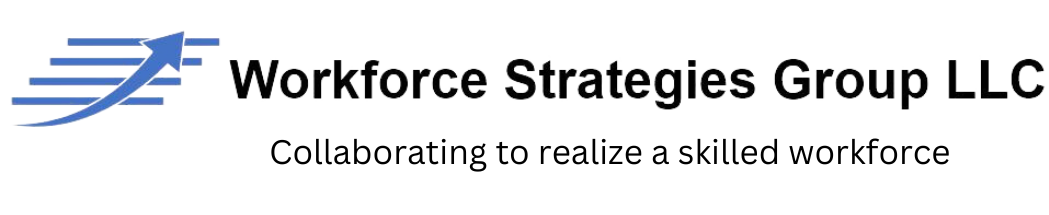 Workforce Strategies Group LLC
Collaborating to realize a skilled workforce